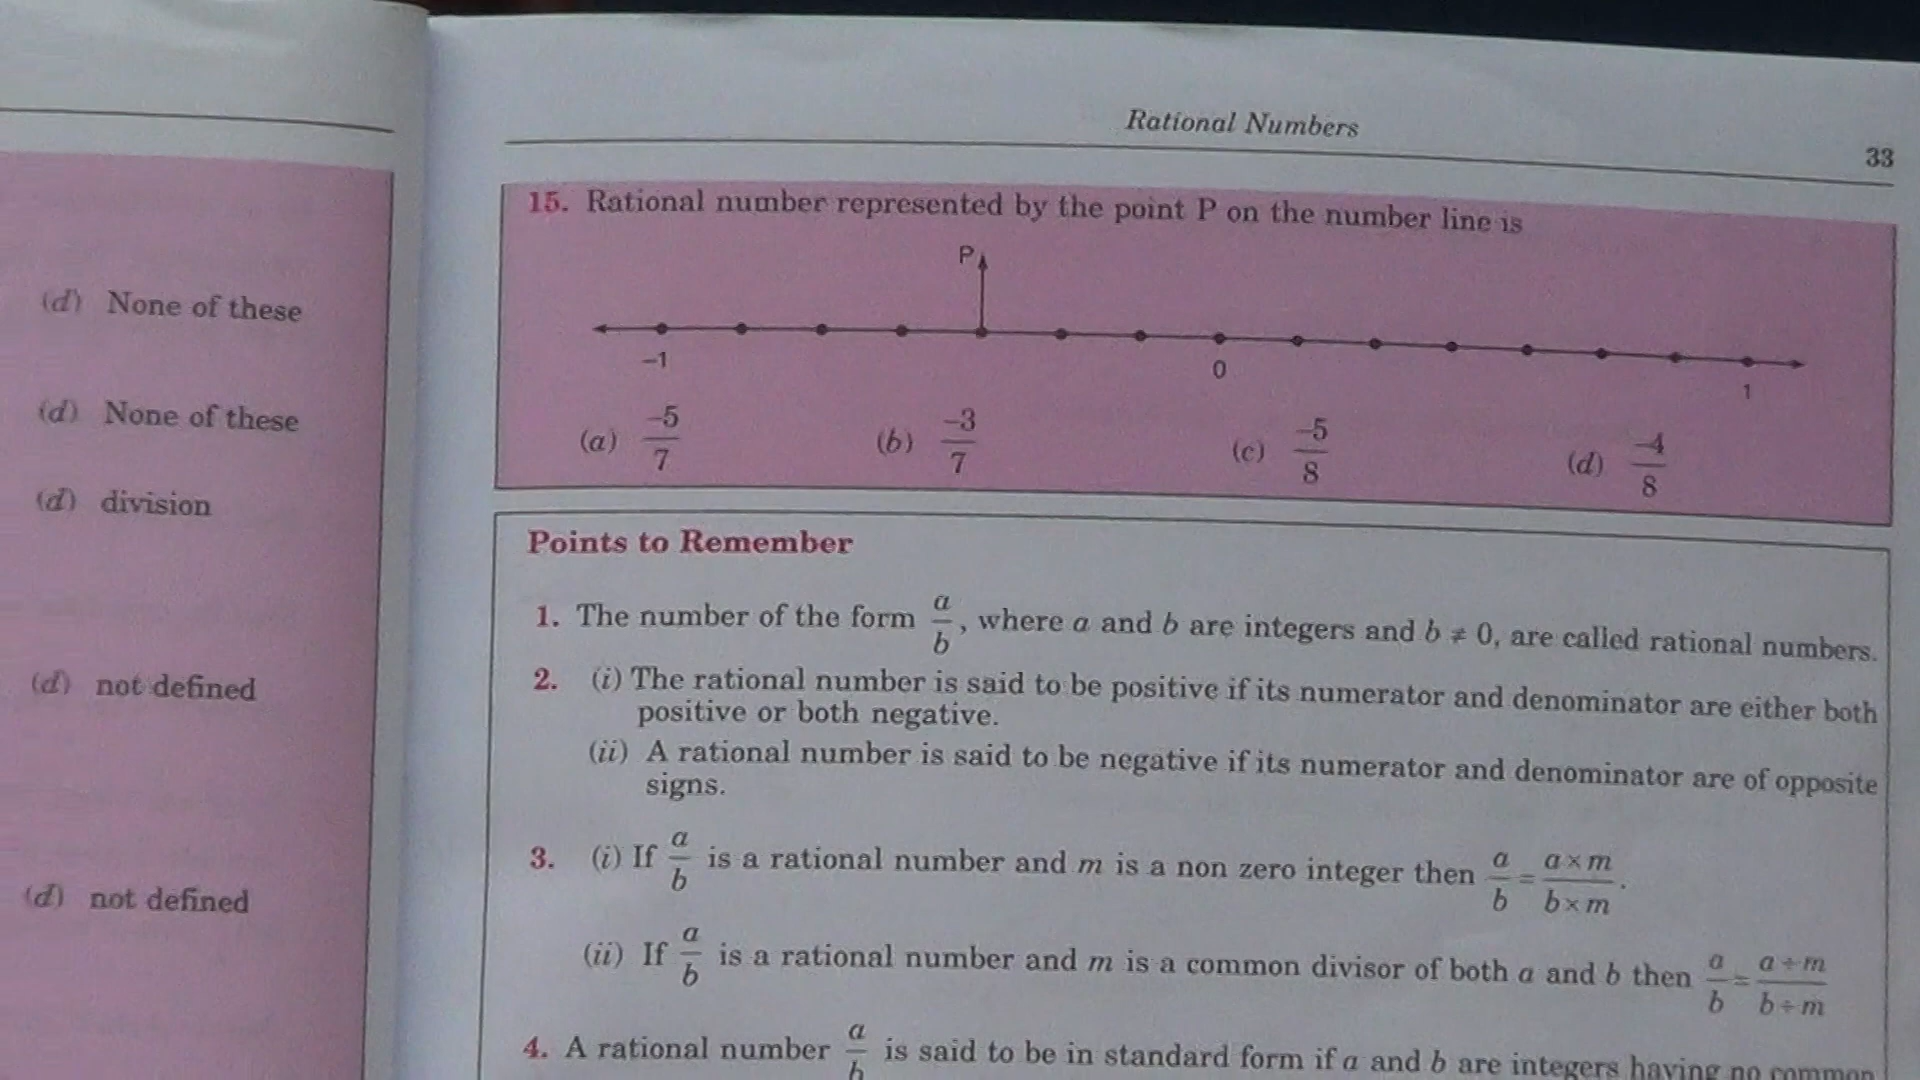 Rational Numbers
33
15. Rational number represented by the point P on the number line is
P
−1 0 1
(a) −5/7 (b) −3/7 (c) −5/8 (d) −4/8
Points to Remember
1. The number of the form a/b, where a and b are integers and b ≠ 0, are called rational numbers.
2. (i) The rational number is said to be positive if its numerator and denominator are either both
positive or both negative.
(ii) A rational number is said to be negative if its numerator and denominator are of opposite
signs.
3. (i) If a/b is a rational number and m is a non zero integer then a/b = a×m/b×m.
(ii) If a/b is a rational number and m is a common divisor of both a and b then a/b = a÷m/b÷m
4. A rational number a/b is said to be in standard form if a and b are integers having no common
(d) None of these
(d) None of these
(d) division
(d) not defined
(d) not defined